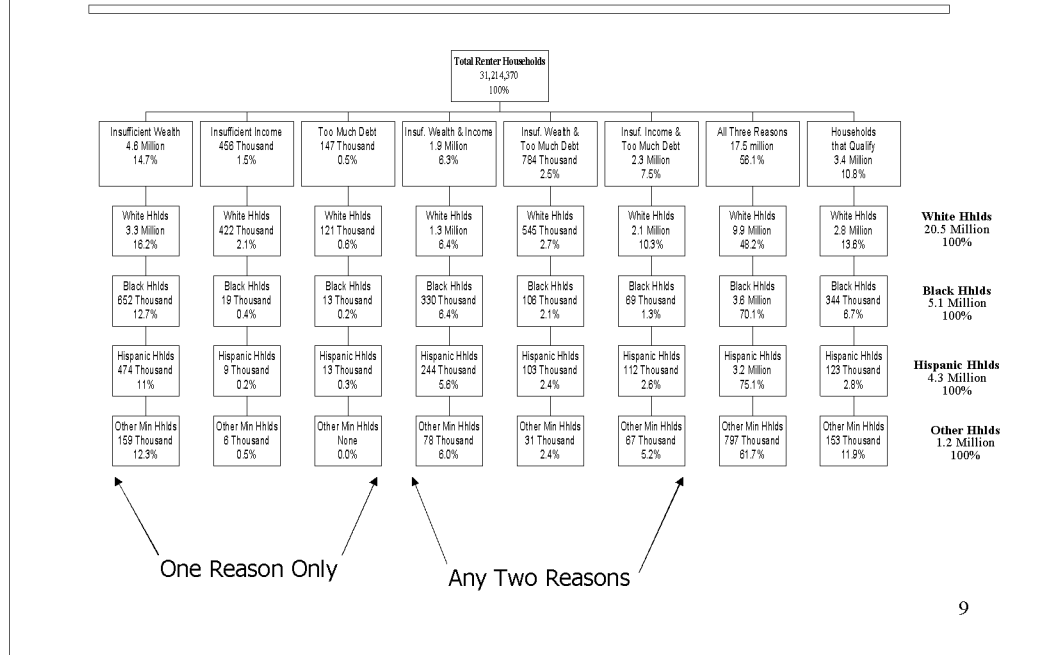 Total Renter Households
31,214,370
100%
Insufficient Wealth
4.6 Million
14.7%
Insufficient Income
456 Thousand
1.5%
Too Much Debt
147 Thousand
0.5%
Insuf. Wealth & Income
1.9 Million
6.3%
Insuf. Wealth &
Too Much Debt
784 Thousand
2.5%
Insuf. Income &
Too Much Debt
2.3 Million
7.5%
All Three Reasons
17.5 million
56.1%
Households
that Qualify
3.4 Million
10.8%
White Hhlds
3.3 Million
16.2%
White Hhlds
422 Thousand
2.1%
White Hhlds
121 Thousand
0.6%
White Hhlds
1.3 Million
6.4%
White Hhlds
545 Thousand
2.7%
White Hhlds
2.1 Million
10.3%
White Hhlds
9.9 Million
48.2%
White Hhlds
2.8 Million
13.6%
White Hhlds
20.5 Million
100%
Black Hhlds
652 Thousand
12.7%
Black Hhlds
19 Thousand
0.4%
Black Hhlds
13 Thousand
0.2%
Black Hhlds
330 Thousand
6.4%
Black Hhlds
106 Thousand
2.1%
Black Hhlds
69 Thousand
1.3%
Black Hhlds
3.6 Million
70.1%
Black Hhlds
344 Thousand
6.7%
Black Hhlds
5.1 Million
100%
Hispanic Hhlds
474 Thousand
11%
Hispanic Hhlds
9 Thousand
0.2%
Hispanic Hhlds
13 Thousand
0.3%
Hispanic Hhlds
244 Thousand
5.6%
Hispanic Hhlds
103 Thousand
2.4%
Hispanic Hhlds
112 Thousand
2.6%
Hispanic Hhlds
3.2 Million
75.1%
Hispanic Hhlds
123 Thousand
2.8%
Hispanic Hhlds
4.3 Million
100%
Other Min Hhlds
159 Thousand
12.3%
Other Min Hhlds
6 Thousand
0.5%
Other Min Hhlds
None
0.0%
Other Min Hhlds
78 Thousand
6.0%
Other Min Hhlds
31 Thousand
2.4%
Other Min Hhlds
67 Thousand
5.2%
Other Min Hhlds
797 Thousand
61.7%
Other Min Hhlds
153 Thousand
11.9%
Other Hhlds
1.2 Million
100%
One Reason Only
Any Two Reasons
9